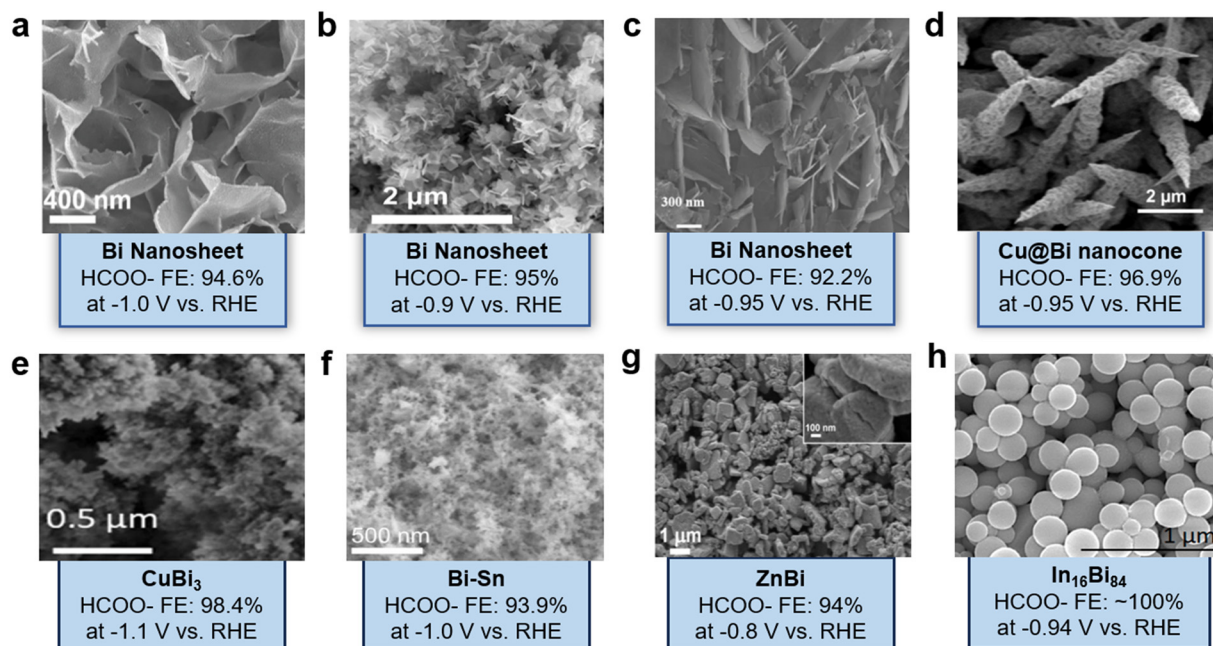 a
b
c
d
400 nm
2 µm
300 nm
2 µm
Bi Nanosheet
HCOO- FE: 94.6%
at -1.0 V vs. RHE
Bi Nanosheet
HCOO- FE: 95%
at -0.9 V vs. RHE
Bi Nanosheet
HCOO- FE: 92.2%
at -0.95 V vs. RHE
Cu@Bi nanocone
HCOO- FE: 96.9%
at -0.95 V vs. RHE
e
f
g
h
0.5 µm
500 nm
1 µm
100 nm
1 µm
CuBi₃
HCOO- FE: 98.4%
at -1.1 V vs. RHE
Bi-Sn
HCOO- FE: 93.9%
at -1.0 V vs. RHE
ZnBi
HCOO- FE: 94%
at -0.8 V vs. RHE
In₁₆Bi₈₄
HCOO- FE: ~100%
at -0.94 V vs. RHE